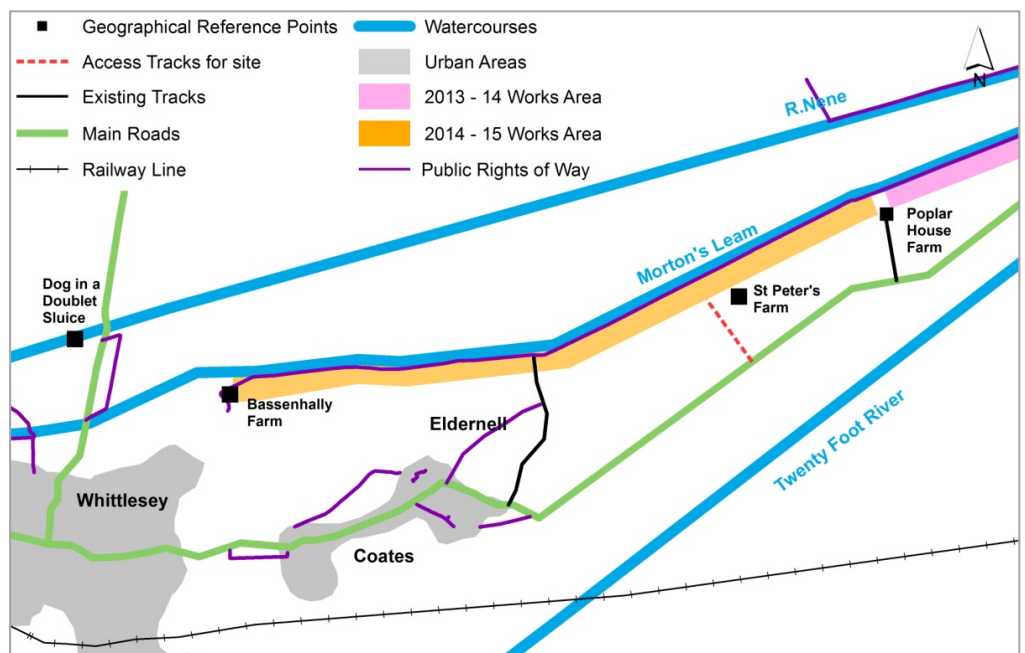 Geographical Reference Points
Access Tracks for site
Existing Tracks
Main Roads
Railway Line
Watercourses
Urban Areas
2013 - 14 Works Area
2014 - 15 Works Area
Public Rights of Way
N
R.Nene
Morton's Leam
Poplar
House
Farm
St Peter's
Farm
Dog in a
Doublet
Sluice
Bassenhally
Farm
Eldernell
Twenty Foot River
Whittlesey
Coates